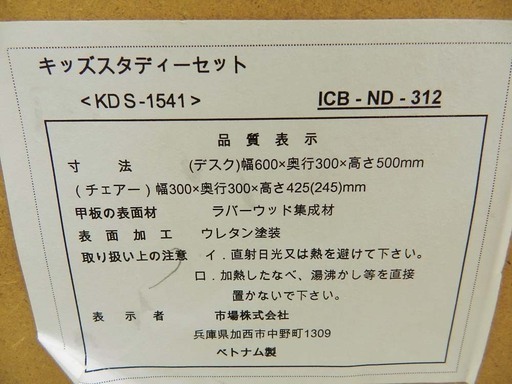 キッズスタディーセット
<KDS-1541> ICB - ND - 312
品質表示
寸法 (デスク)幅600×奥行300×高さ500mm
(チェアー)幅300×奥行300×高さ425(245)mm
甲板の表面材 ラバーウッド集成材
表面加工 ウレタン塗装
取り扱い上の注意 イ．直射日光又は熱を避けて下さい。
ロ．加熱したなべ、湯沸かし等を直接
置かないで下さい。
表示者 市場株式会社
兵庫県加西市中野町1309
ベトナム製